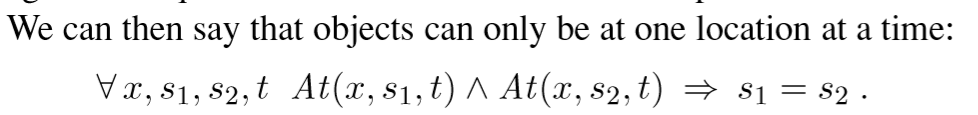 We can then say that objects can only be at one location at a time:
∀ x, s₁, s₂, t At(x, s₁, t) ∧ At(x, s₂, t) ⇒ s₁ = s₂ .